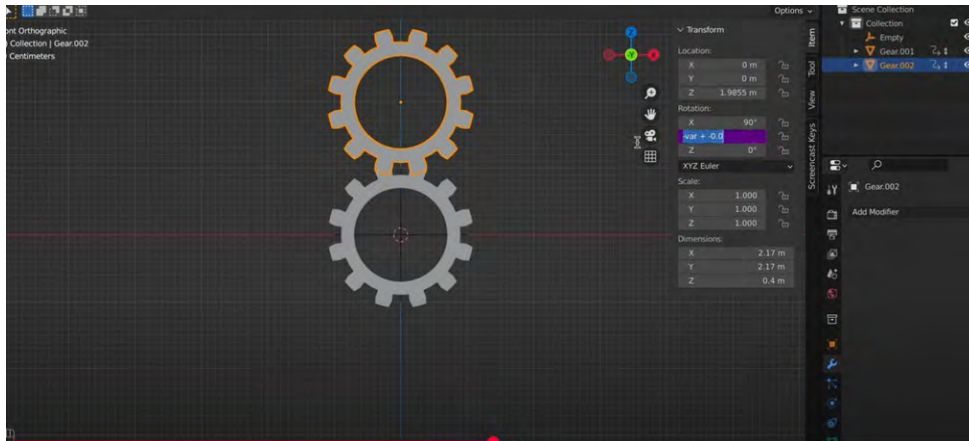 Options
ont Orthographic
) Collection | Gear.002
Centimeters
Z
Y
X
Transform
Location:
X 0 m
Y 0 m
Z 1.9855 m
Rotation:
X 90°
-var + -0.0
Z 0°
XYZ Euler
Scale:
X 1.000
Y 1.000
Z 1.000
Dimensions:
X 2.17 m
Y 2.17 m
Z 0.4 m
Item
Tool
View
Screencast Keys
Scene Collection
Collection
Empty
Gear.001
Gear.002
Gear.002
Add Modifier